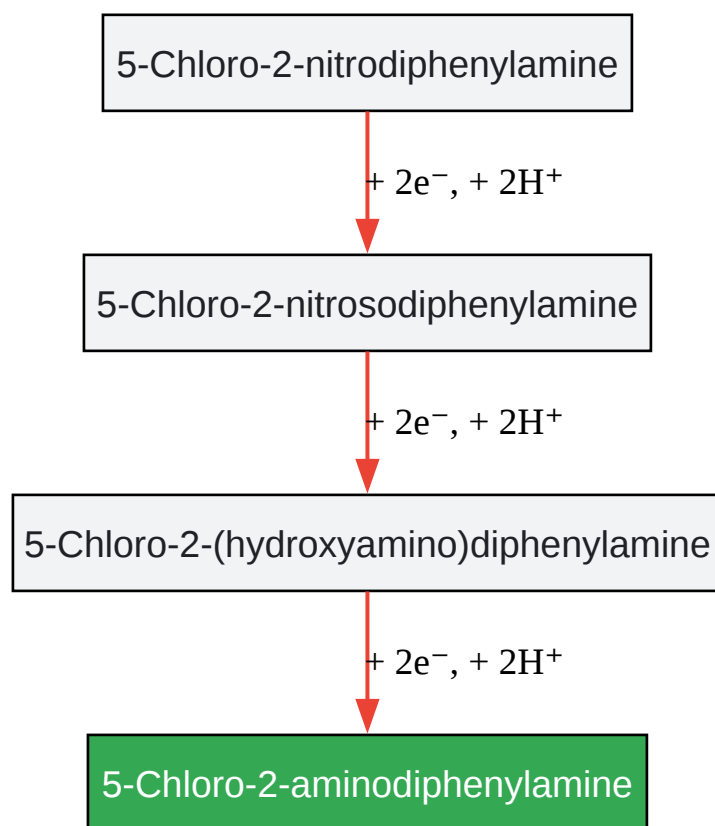 5-Chloro-2-nitrodiphenylamine
+ 2e⁻, + 2H⁺
5-Chloro-2-nitrosodiphenylamine
+ 2e⁻, + 2H⁺
5-Chloro-2-(hydroxyamino)diphenylamine
+ 2e⁻, + 2H⁺
5-Chloro-2-aminodiphenylamine